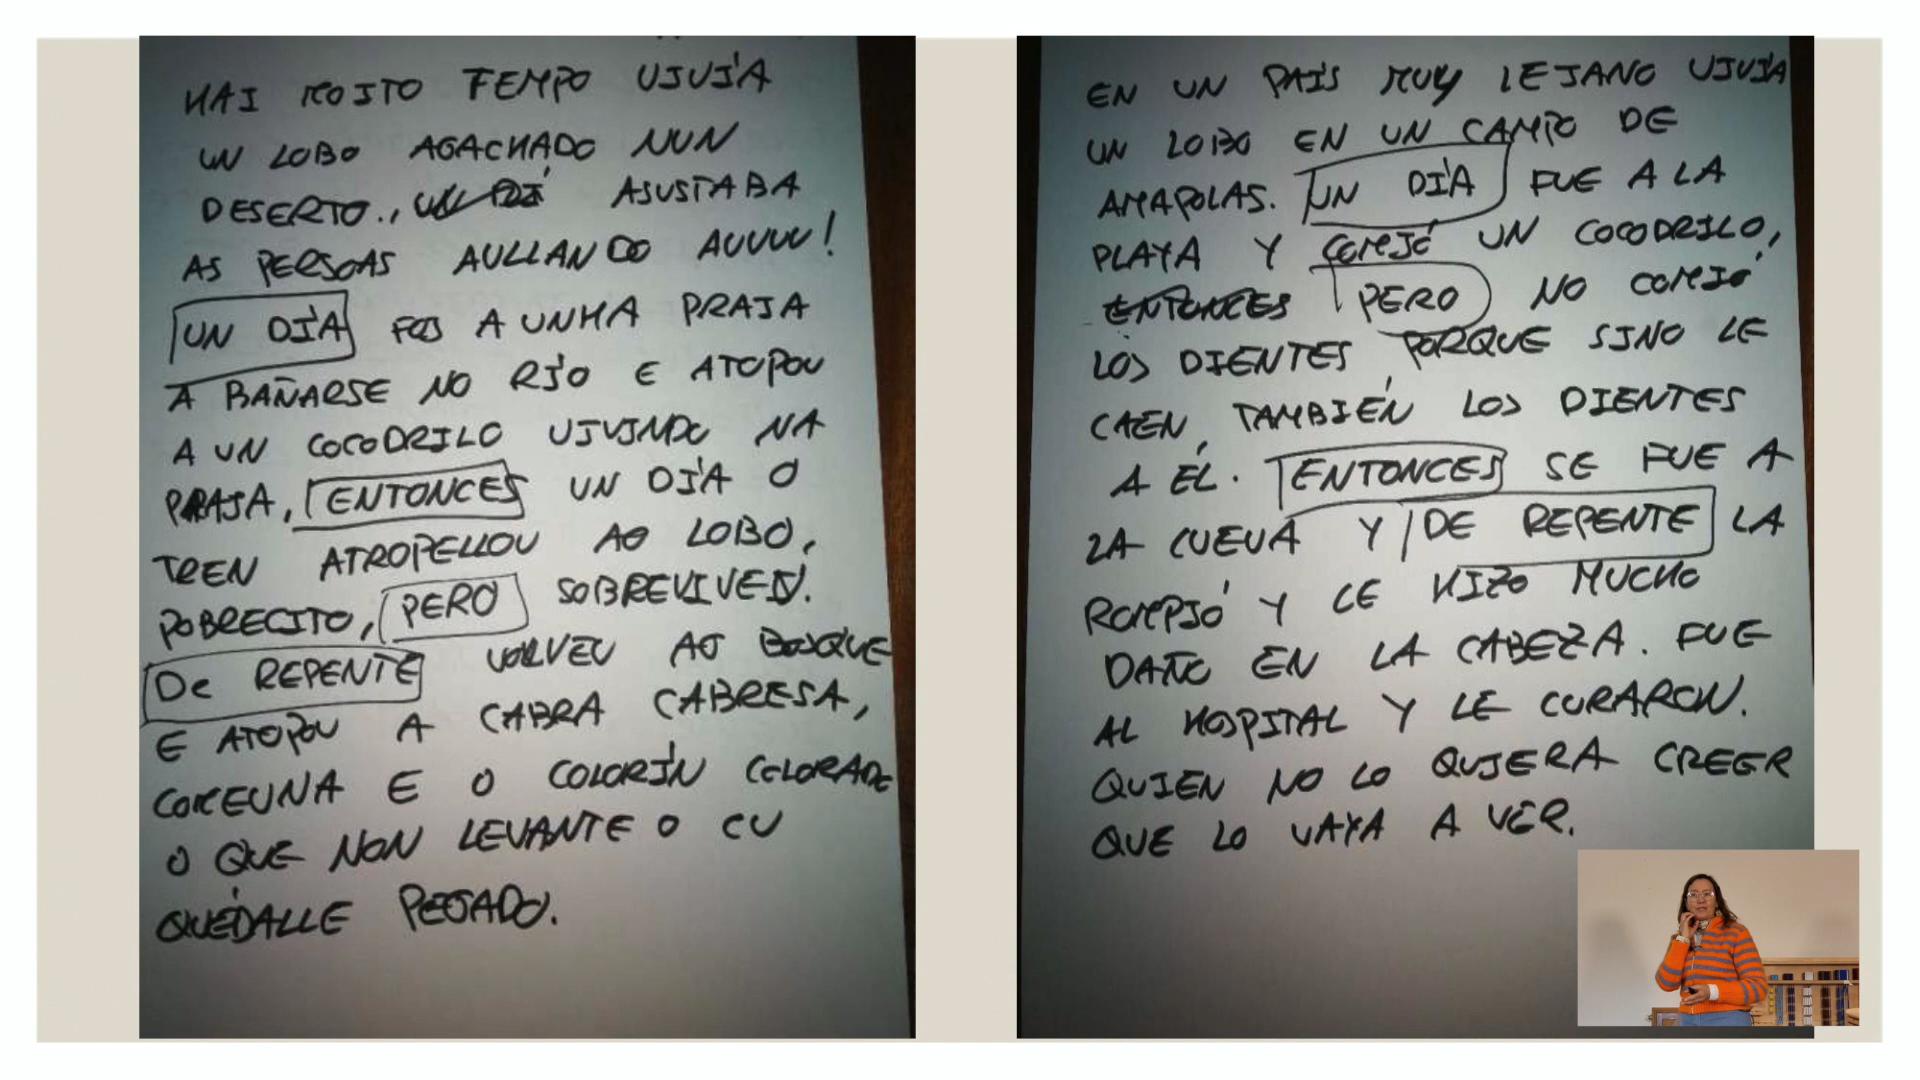 HAI MOITO TEMPO VIVÍA
UN LOBO AGACHADO NUN
DESERTO., UN DÍ ASUSTABA
AS PERSOAS AULLANDO AUUUU!
UN DÍA FOI A UNHA PRAIA
A BAÑARSE NO RÍO E ATOPOU
A UN COCODRILO VIVINDO NA
PRAIA, ENTONCES UN DÍA O
TREN ATROPELLOU AO LOBO,
POBRECITO, PERO SOBREVIVEU.
De REPENTE VOLVEU AO BOSQUE
E ATOPOU A CABRA CABRESA,
COMEUNA E O COLORÍN COLORADO
O QUE NON LEVANTE O CU
QUÉDALLE PEGADO.
EN UN PAÍS MUY LEJANO VIVÍA
UN LOBO EN UN CAMPO DE
AMAPOLAS. UN DÍA FUE A LA
PLAYA Y COMIÓ UN COCODRILO,
ENTONCES PERO NO COMIÓ
LOS DIENTES PORQUE SINO LE
CAEN, TAMBIÉN LOS DIENTES
A ÉL. ENTONCES SE FUE A
LA CUEVA Y DE REPENTE LA
ROMPIÓ Y LE HIZO MUCHO
DAÑO EN LA CABEZA. FUE
AL HOSPITAL Y LE CURARON.
QUIEN NO LO QUIERA CREER
QUE LO VAYA A VER.